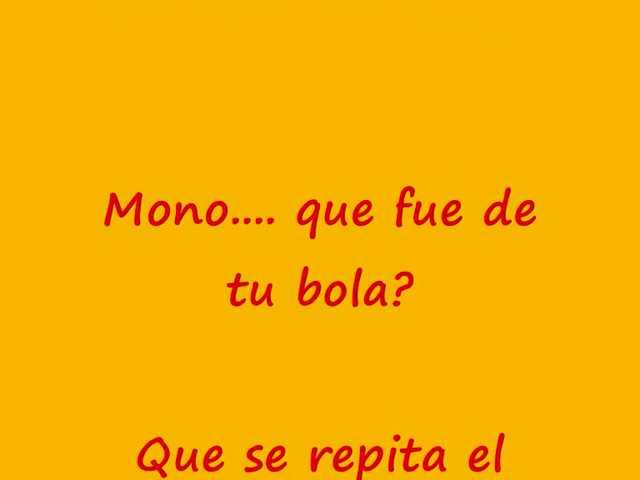 Mono.... que fue de
tu bola?
Que se repita el